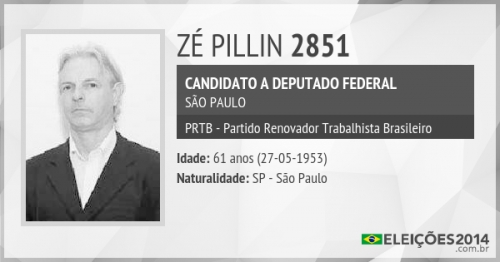 ZÉ PILLIN 2851
CANDIDATO A DEPUTADO FEDERAL
SÃO PAULO
PRTB - Partido Renovador Trabalhista Brasileiro
Idade: 61 anos (27-05-1953)
Naturalidade: SP - São Paulo
ELEIÇÕES2014
.com.br